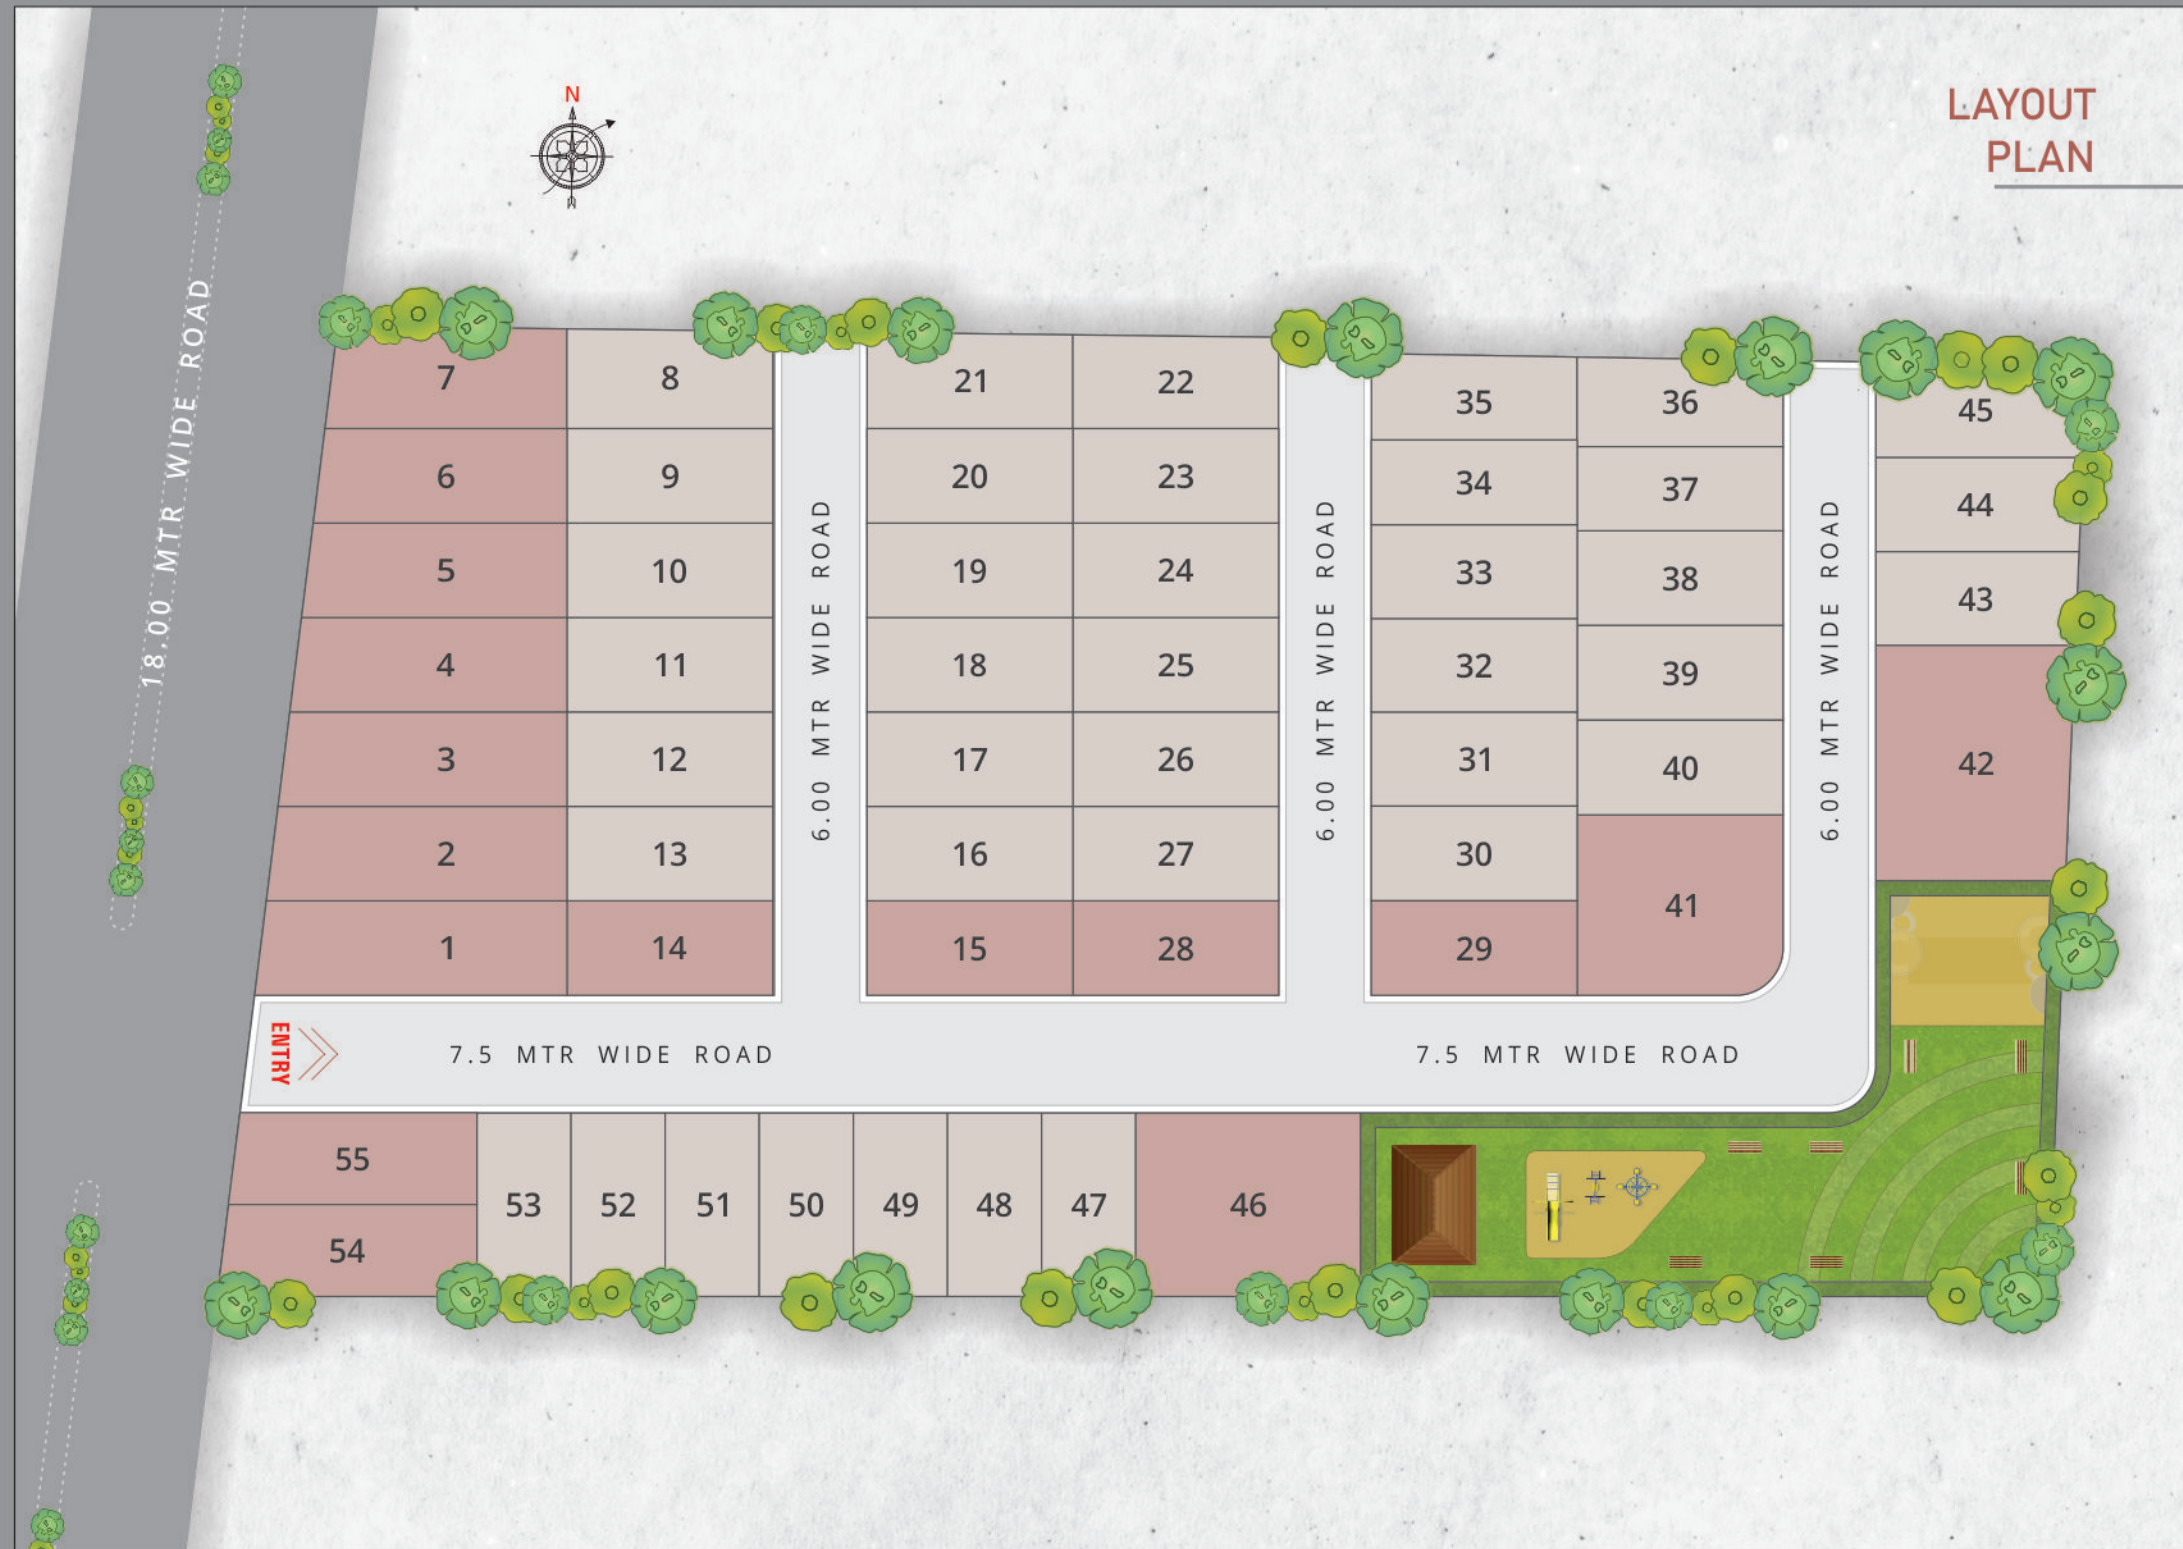 LAYOUT
PLAN
N
18.00 MTR WIDE ROAD
7 8 21 22 35 36 45
6 9 20 23 34 37 44
5 10 19 24 33 38 43
4 11 18 25 32 39
3 12 17 26 31 40 42
2 13 16 27 30
1 14 15 28 29 41
6.00 MTR WIDE ROAD
6.00 MTR WIDE ROAD
6.00 MTR WIDE ROAD
ENTRY
7.5 MTR WIDE ROAD
7.5 MTR WIDE ROAD
55
53 52 51 50 49 48 47 46
54